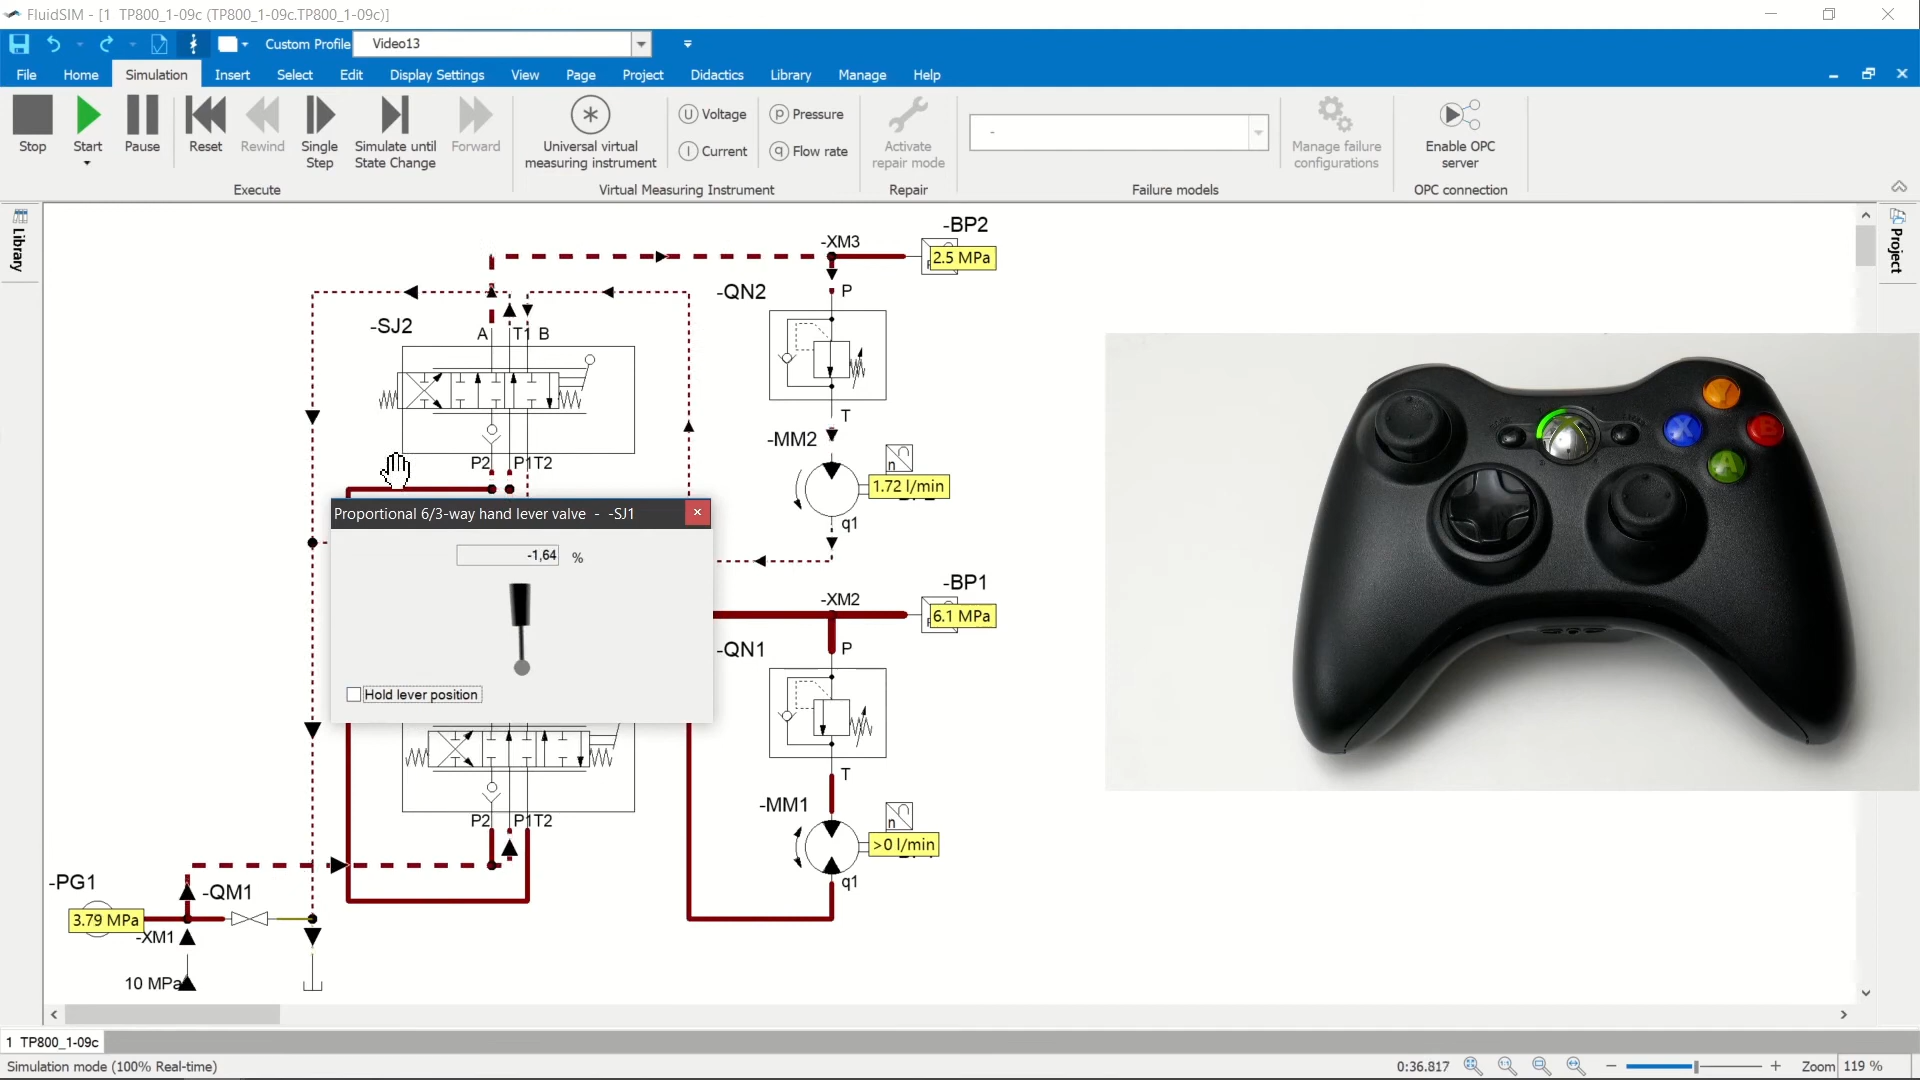 FluidSIM - [1  TP800_1-09c (TP800_1-09c.TP800_1-09c)]
Custom Profile Video13
File Home Simulation Insert Select Edit Display Settings View Page Project Didactics Library Manage Help
Stop Start Pause Reset Rewind Single Step Simulate until State Change Forward
Universal virtual measuring instrument
U Voltage
I Current
p Pressure
q Flow rate
Activate repair mode
-
Manage failure configurations
Enable OPC server
Execute Virtual Measuring Instrument Repair Failure models OPC connection
Library
Project
-BP2
-XM3
2.5 MPa
-QN2 P
-SJ2
A T1 B
T
-MM2
n
P2 P1T2
1.72 l/min
q1
Proportional 6/3-way hand lever valve  -  -SJ1
-1,64 %
Hold lever position
-BP1
-XM2
6.1 MPa
-QN1 P
T
-MM1
n
P2 P1T2
>0 l/min
q1
-PG1
-QM1
3.79 MPa
-XM1
10 MPa
X Y B A
1 TP800_1-09c
Simulation mode (100% Real-time)
0:36.817
Zoom 119 %